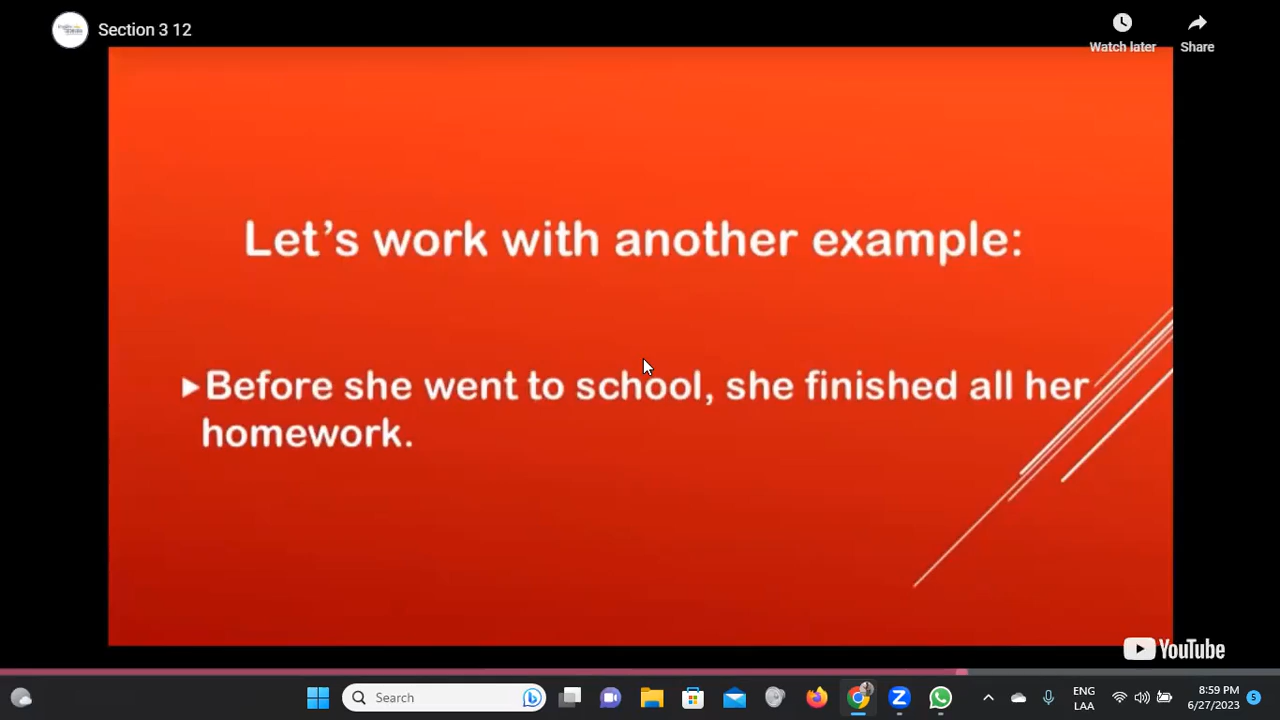 Section 3 12
Watch later
Share
Let's work with another example:
Before she went to school, she finished all her
homework.
YouTube
Search
ENG
LAA
8:59 PM
6/27/2023
5